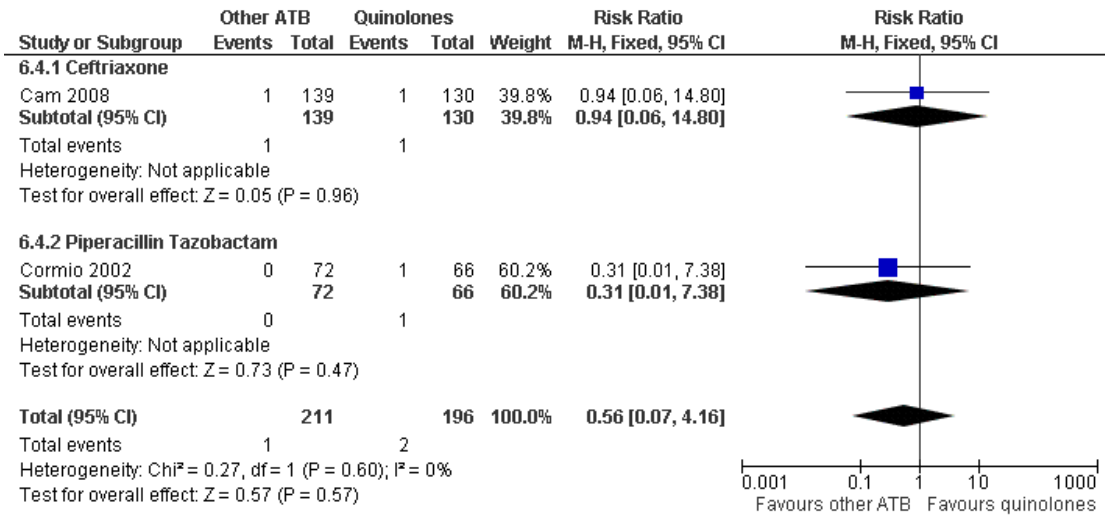 Other ATB Quinolones Risk Ratio Risk Ratio
Study or Subgroup Events Total Events Total Weight M-H, Fixed, 95% CI M-H, Fixed, 95% CI
6.4.1 Ceftriaxone
Cam 2008 1 139 1 130 39.8% 0.94 [0.06, 14.80]
Subtotal (95% CI) 139 130 39.8% 0.94 [0.06, 14.80]
Total events 1 1
Heterogeneity: Not applicable
Test for overall effect: Z = 0.05 (P = 0.96)
6.4.2 Piperacillin Tazobactam
Cormio 2002 0 72 1 66 60.2% 0.31 [0.01, 7.38]
Subtotal (95% CI) 72 66 60.2% 0.31 [0.01, 7.38]
Total events 0 1
Heterogeneity: Not applicable
Test for overall effect: Z = 0.73 (P = 0.47)
Total (95% CI) 211 196 100.0% 0.56 [0.07, 4.16]
Total events 1 2
Heterogeneity: Chi² = 0.27, df = 1 (P = 0.60); I² = 0%
Test for overall effect: Z = 0.57 (P = 0.57)
0.001 0.1 1 10 1000
Favours other ATB Favours quinolones